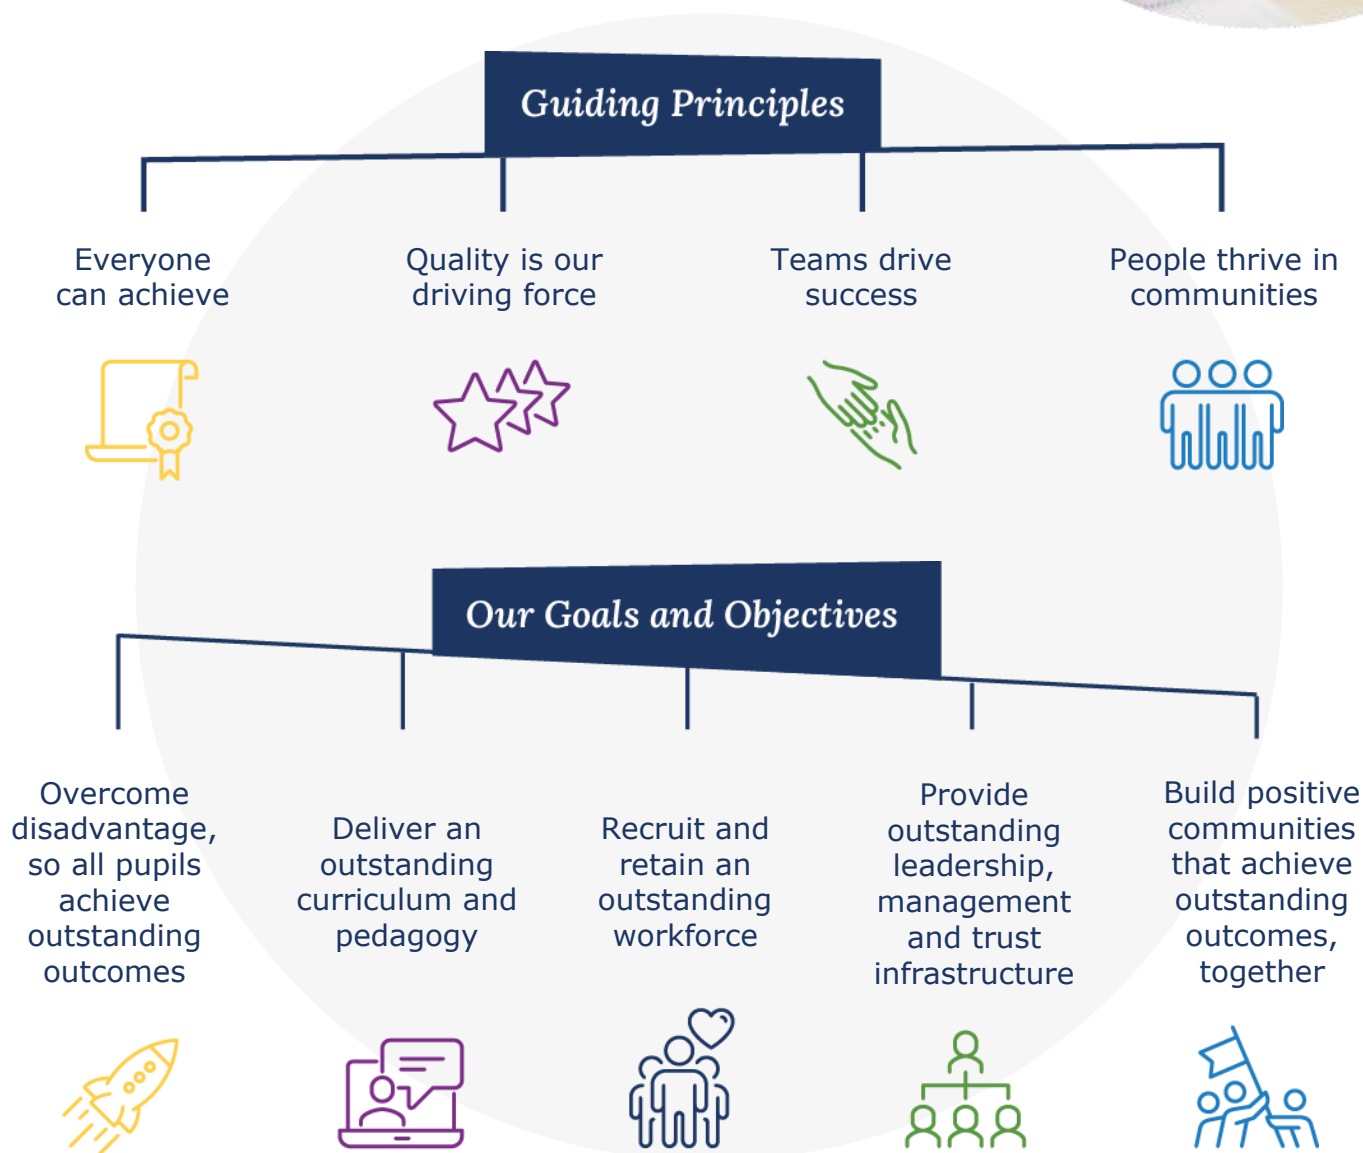 Guiding Principles
Everyone
can achieve
Quality is our
driving force
Teams drive
success
People thrive in
communities
Our Goals and Objectives
Overcome
disadvantage,
so all pupils
achieve
outstanding
outcomes
Deliver an
outstanding
curriculum and
pedagogy
Recruit and
retain an
outstanding
workforce
Provide
outstanding
leadership,
management
and trust
infrastructure
Build positive
communities
that achieve
outstanding
outcomes,
together